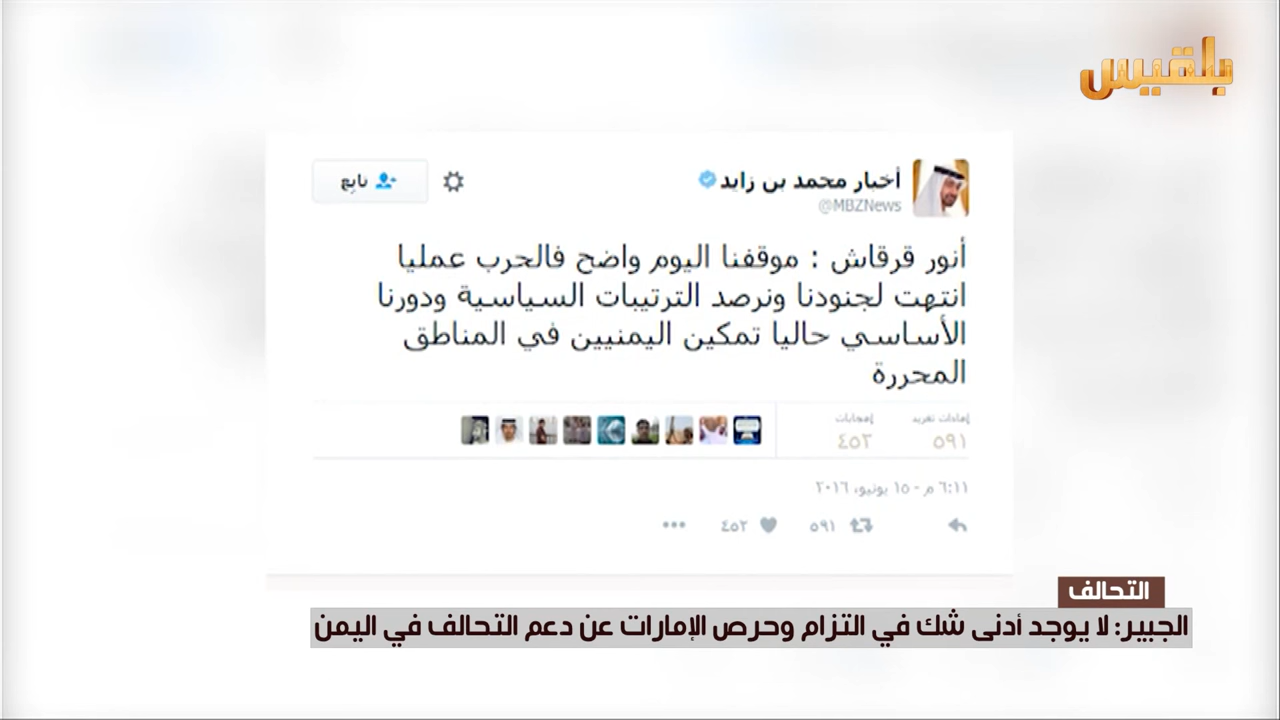 بلقيس
أخبار محمد بن زايد
@MBZNews
تابِع
أنور قرقاش : موقفنا اليوم واضح فالحرب عمليا
انتهت لجنودنا ونرصد الترتيبات السياسية ودورنا
الأساسي حاليا تمكين اليمنيين في المناطق
المحررة
إعادات تغريد إعجابات
٥٩١ ٤٥٢
٦:١١ م - ١٥ يونيو، ٢٠١٦
٥٩١ ٤٥٢
التحالف
الجبير: لا يوجد أدنى شك في التزام وحرص الإمارات عن دعم التحالف في اليمن